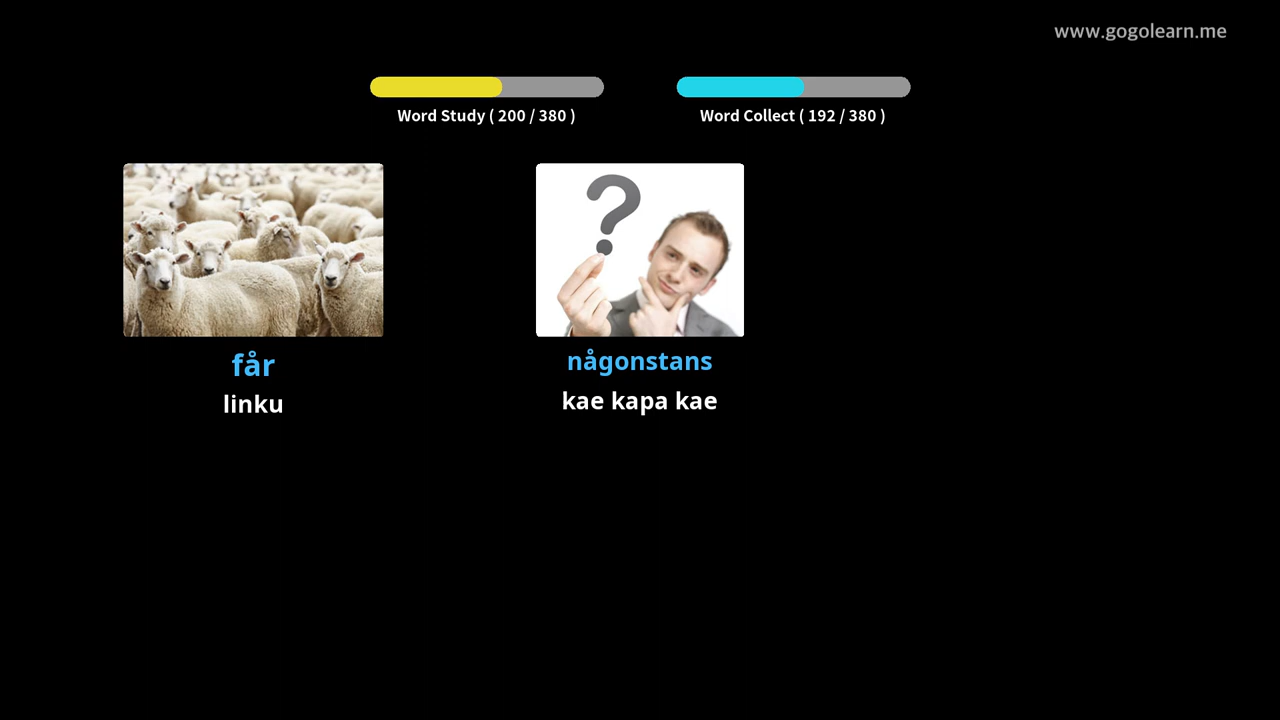 www.gogolearn.me
Word Study ( 200 / 380 )
Word Collect ( 192 / 380 )
får
linku
någonstans
kae kapa kae